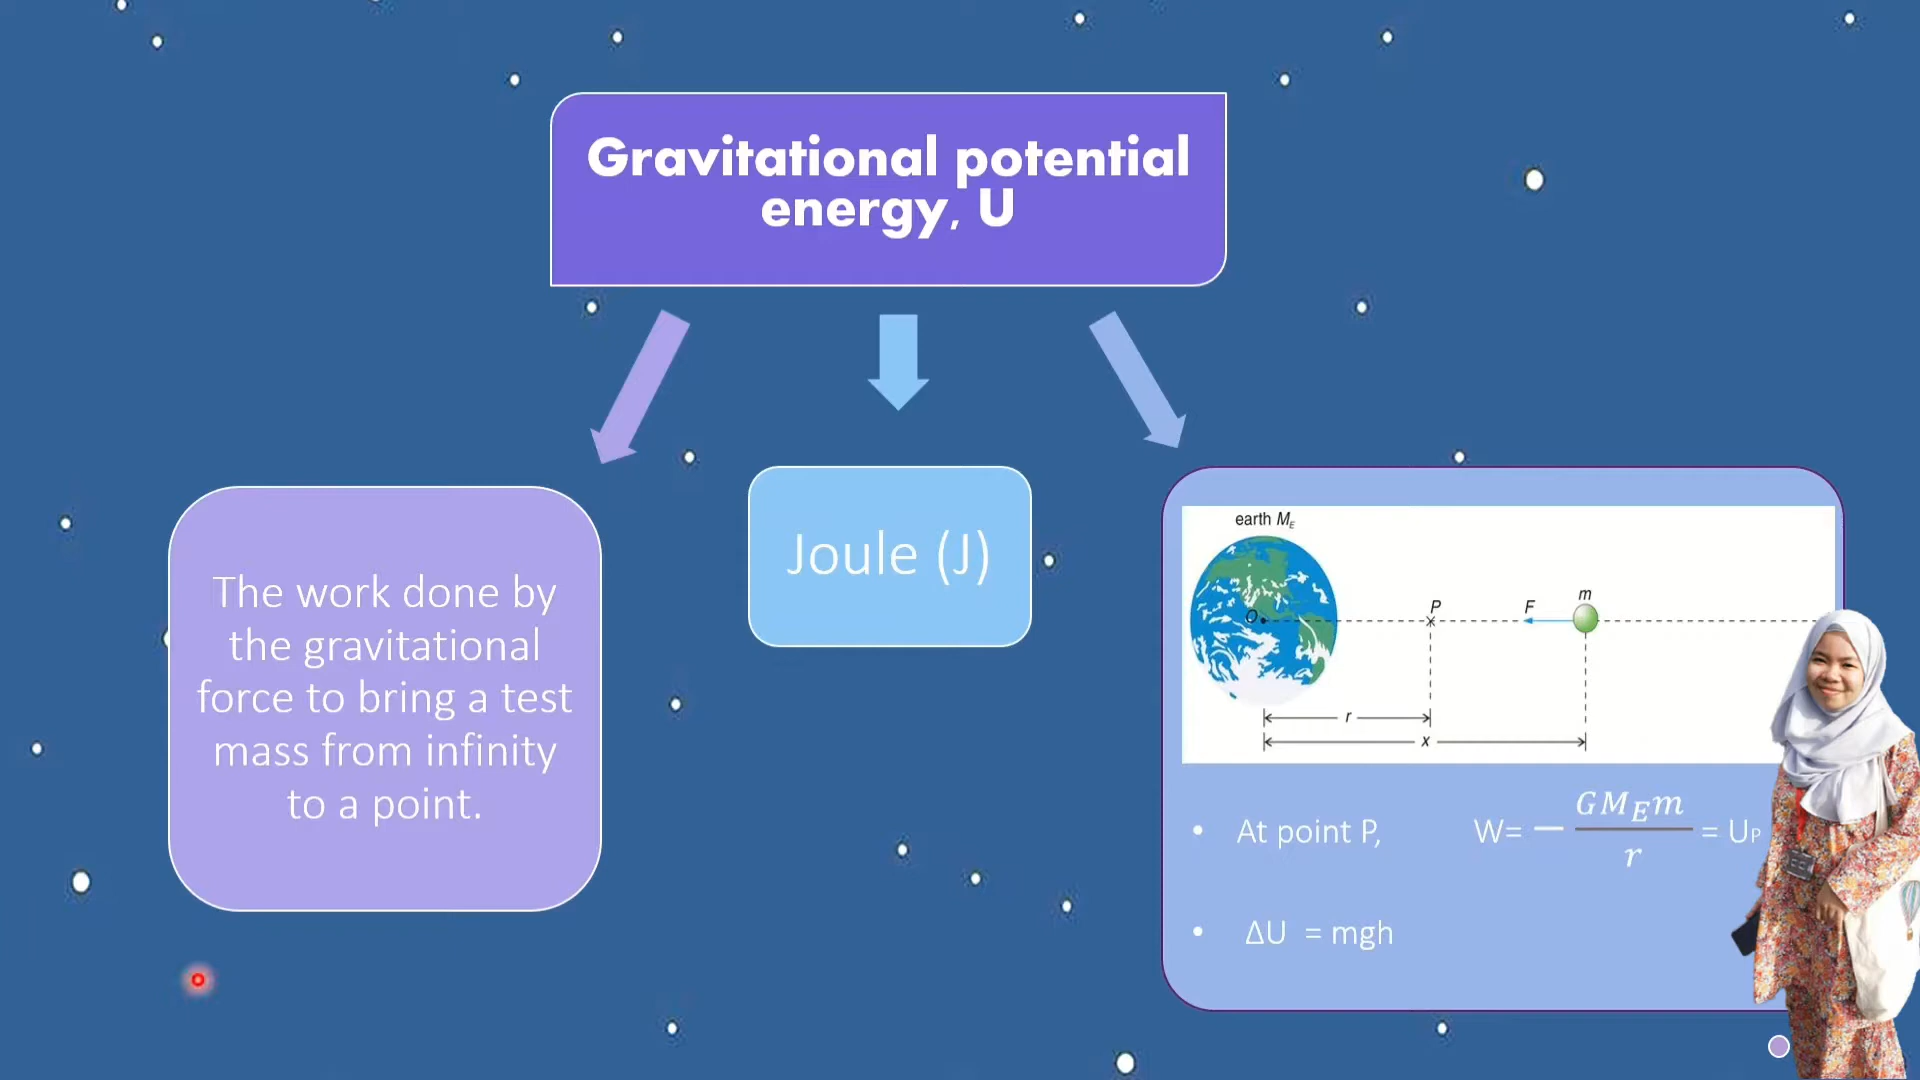 Gravitational potential
energy, U
The work done by
the gravitational
force to bring a test
mass from infinity
to a point.
Joule (J)
earth M_E
O
P
F
m
r
x
• At point P, W= − GM_Em / r = U_P
• ΔU = mgh